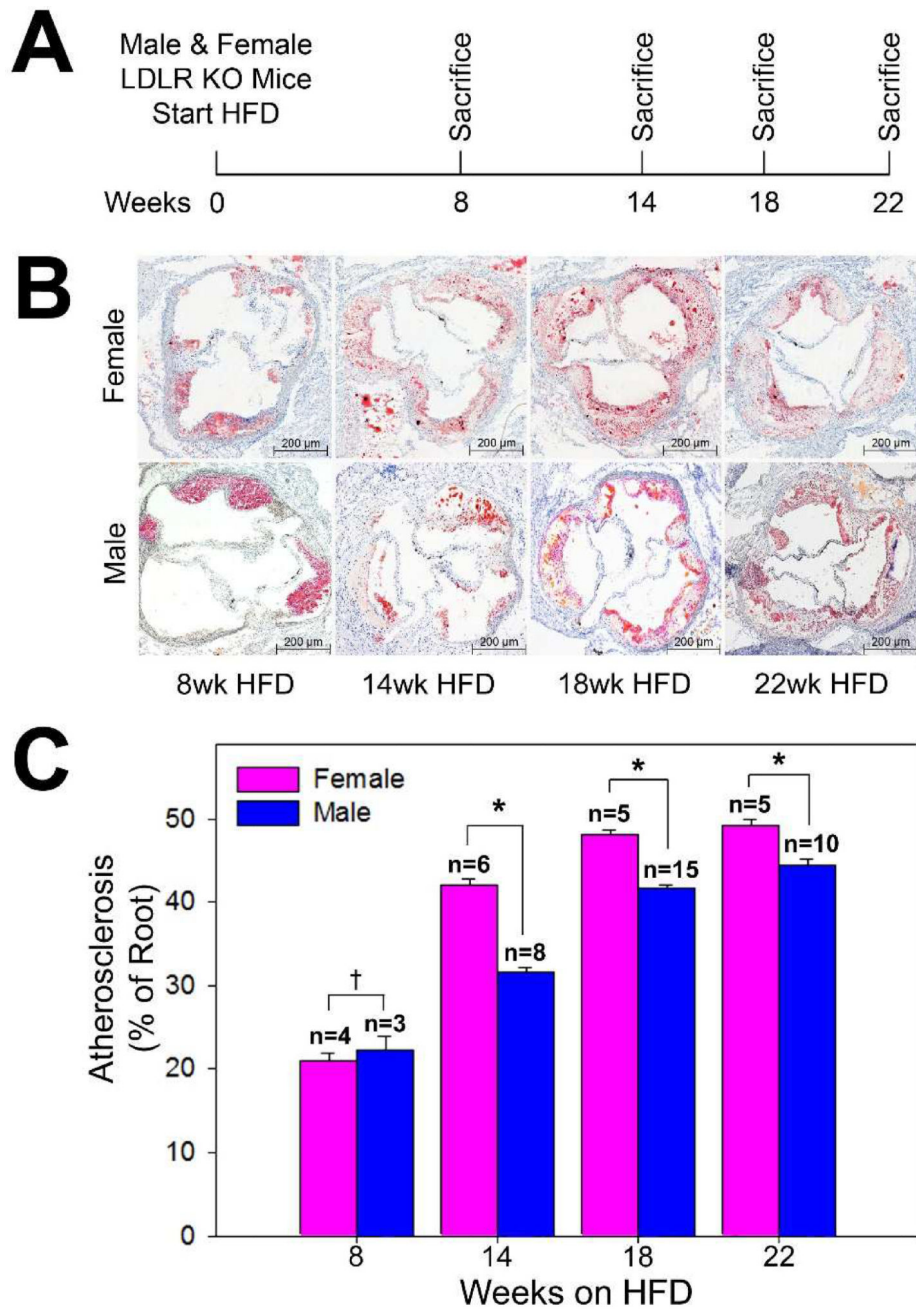 A
Male & Female
LDLR KO Mice
Start HFD
Sacrifice
Sacrifice
Sacrifice
Sacrifice
Weeks 0 8 14 18 22
B
Female
200 μm
200 μm
200 μm
200 μm
Male
200 μm
200 μm
200 μm
200 μm
8wk HFD 14wk HFD 18wk HFD 22wk HFD
C
Female
Male
Atherosclerosis
(% of Root)
50
40
30
20
10
0
†
n=4 n=3
*
n=6
n=8
*
n=5
n=15
*
n=5
n=10
8 14 18 22
Weeks on HFD